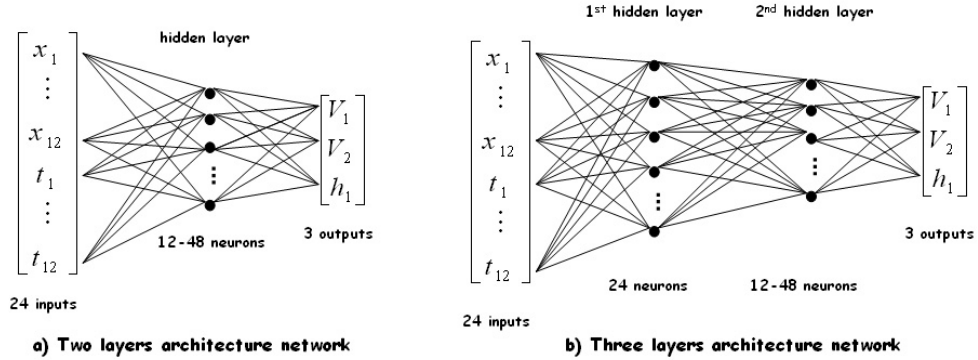 hidden layer
x1
⋮
x12
t1
⋮
t12
V1
V2
h1
⋮
12-48 neurons
3 outputs
24 inputs
a) Two layers architecture network
1st hidden layer
2nd hidden layer
x1
⋮
x12
t1
⋮
t12
V1
V2
h1
⋮
⋮
3 outputs
24 neurons
12-48 neurons
24 inputs
b) Three layers architecture network